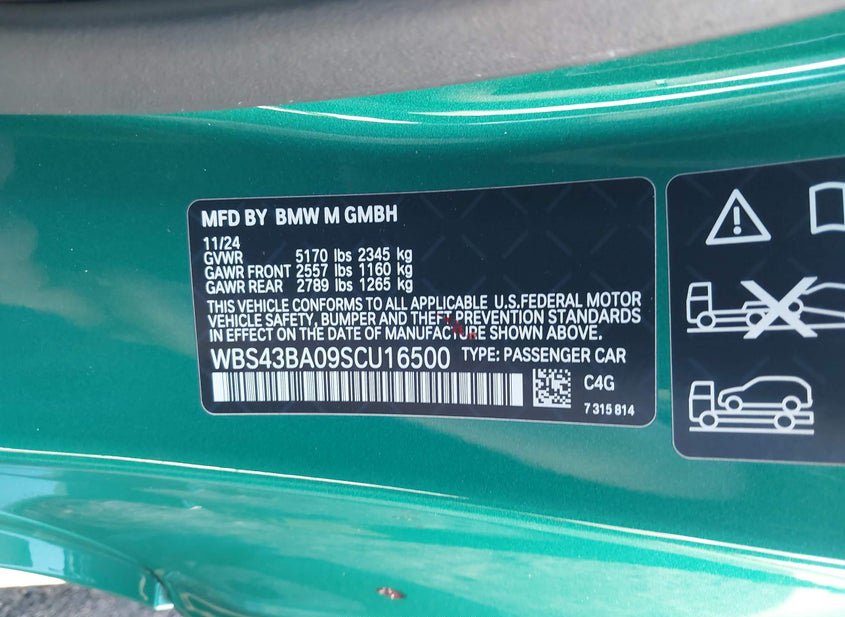 MFD BY BMW M GMBH
11/24
GVWR 5170 lbs 2345 kg
GAWR FRONT 2557 lbs 1160 kg
GAWR REAR 2789 lbs 1265 kg
THIS VEHICLE CONFORMS TO ALL APPLICABLE U.S.FEDERAL MOTOR
VEHICLE SAFETY, BUMPER AND THEFT PREVENTION STANDARDS
IN EFFECT ON THE DATE OF MANUFACTURE SHOWN ABOVE.
WBS43BA09SCU16500 TYPE: PASSENGER CAR
C4G
7 315 814